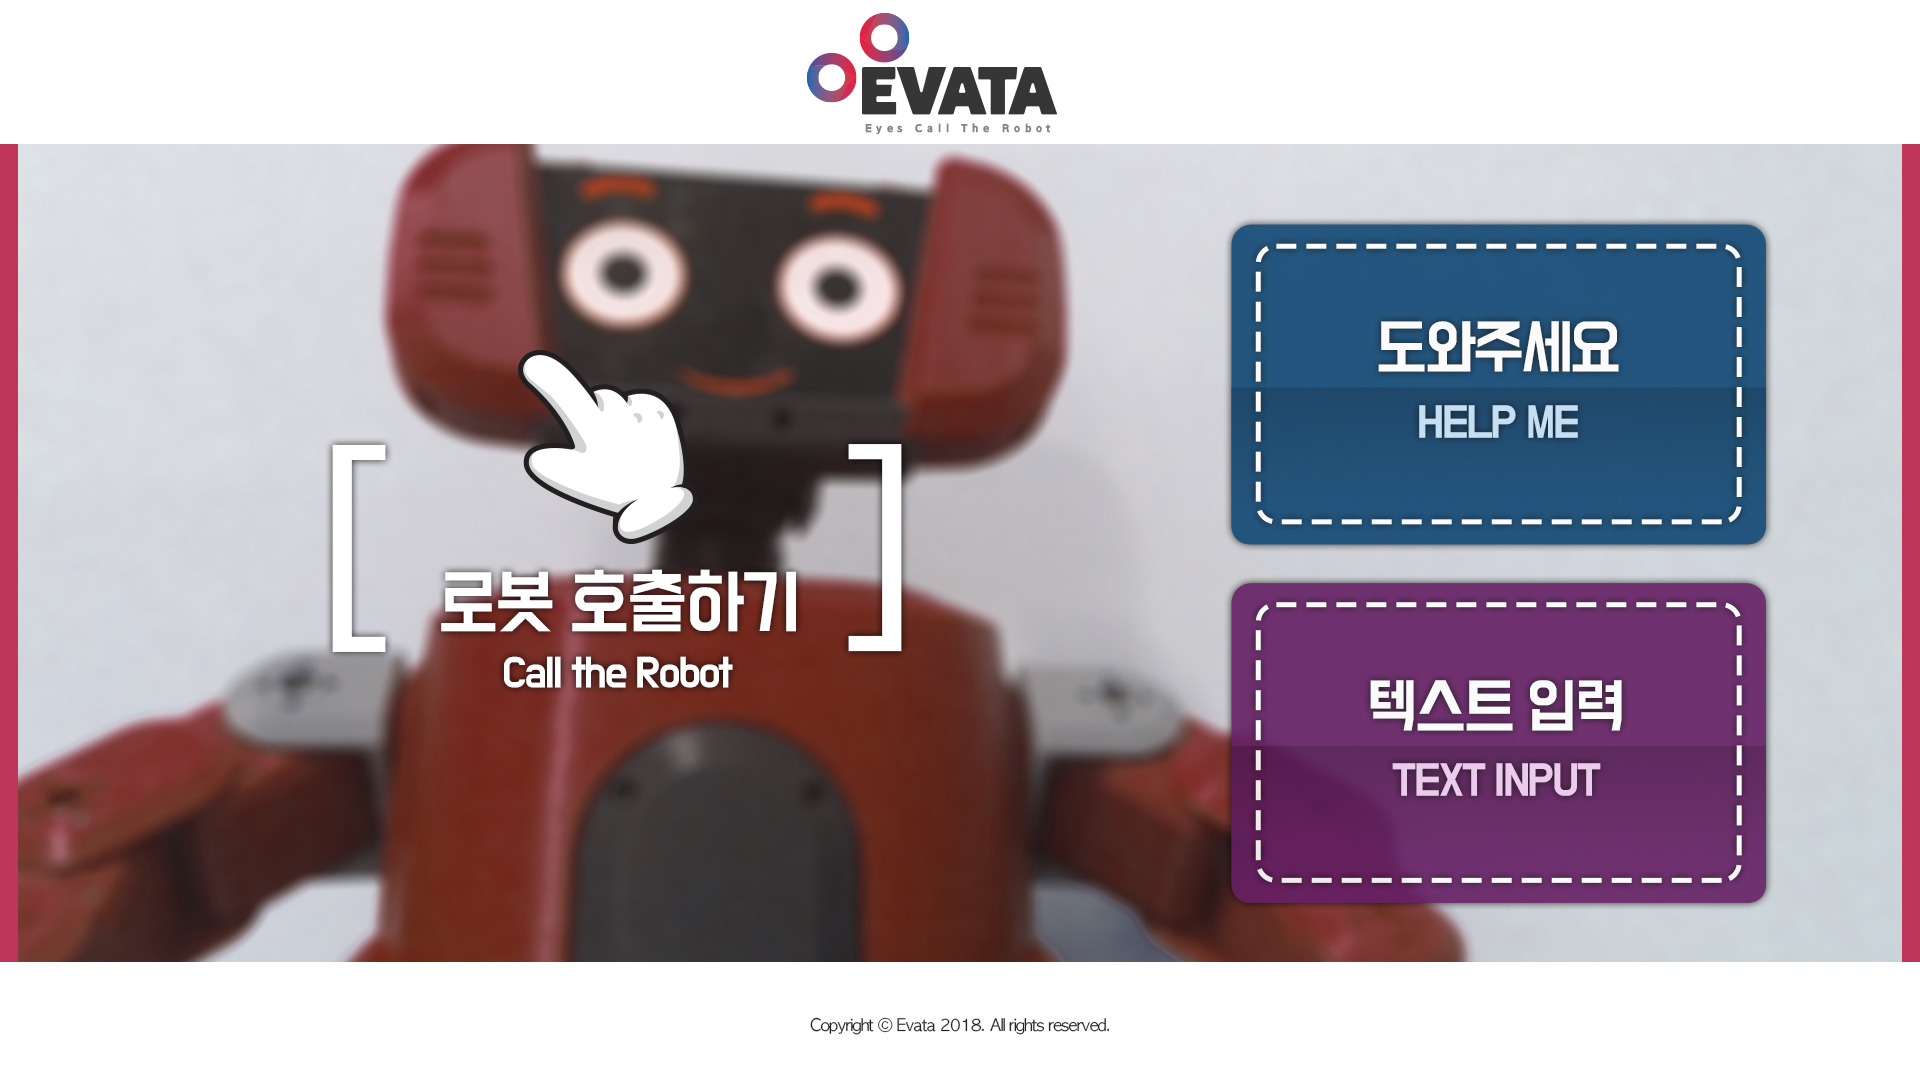 EVATA
Eyes Call The Robot
로봇 호출하기
Call the Robot
도와주세요
HELP ME
텍스트 입력
TEXT INPUT
Copyright © Evata 2018. All rights reserved.